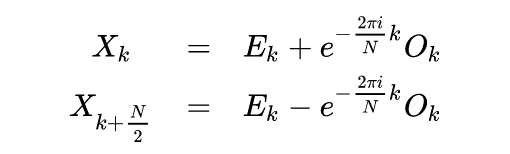 X_k = E_k + e^{-\frac{2\pi i}{N}k} O_k
X_{k+\frac{N}{2}} = E_k - e^{-\frac{2\pi i}{N}k} O_k